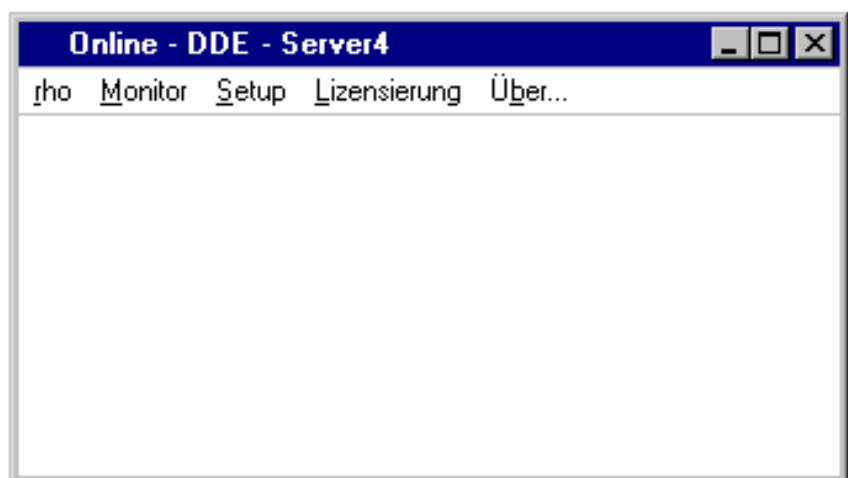 Online - DDE - Server4
rho Monitor Setup Lizensierung Über...